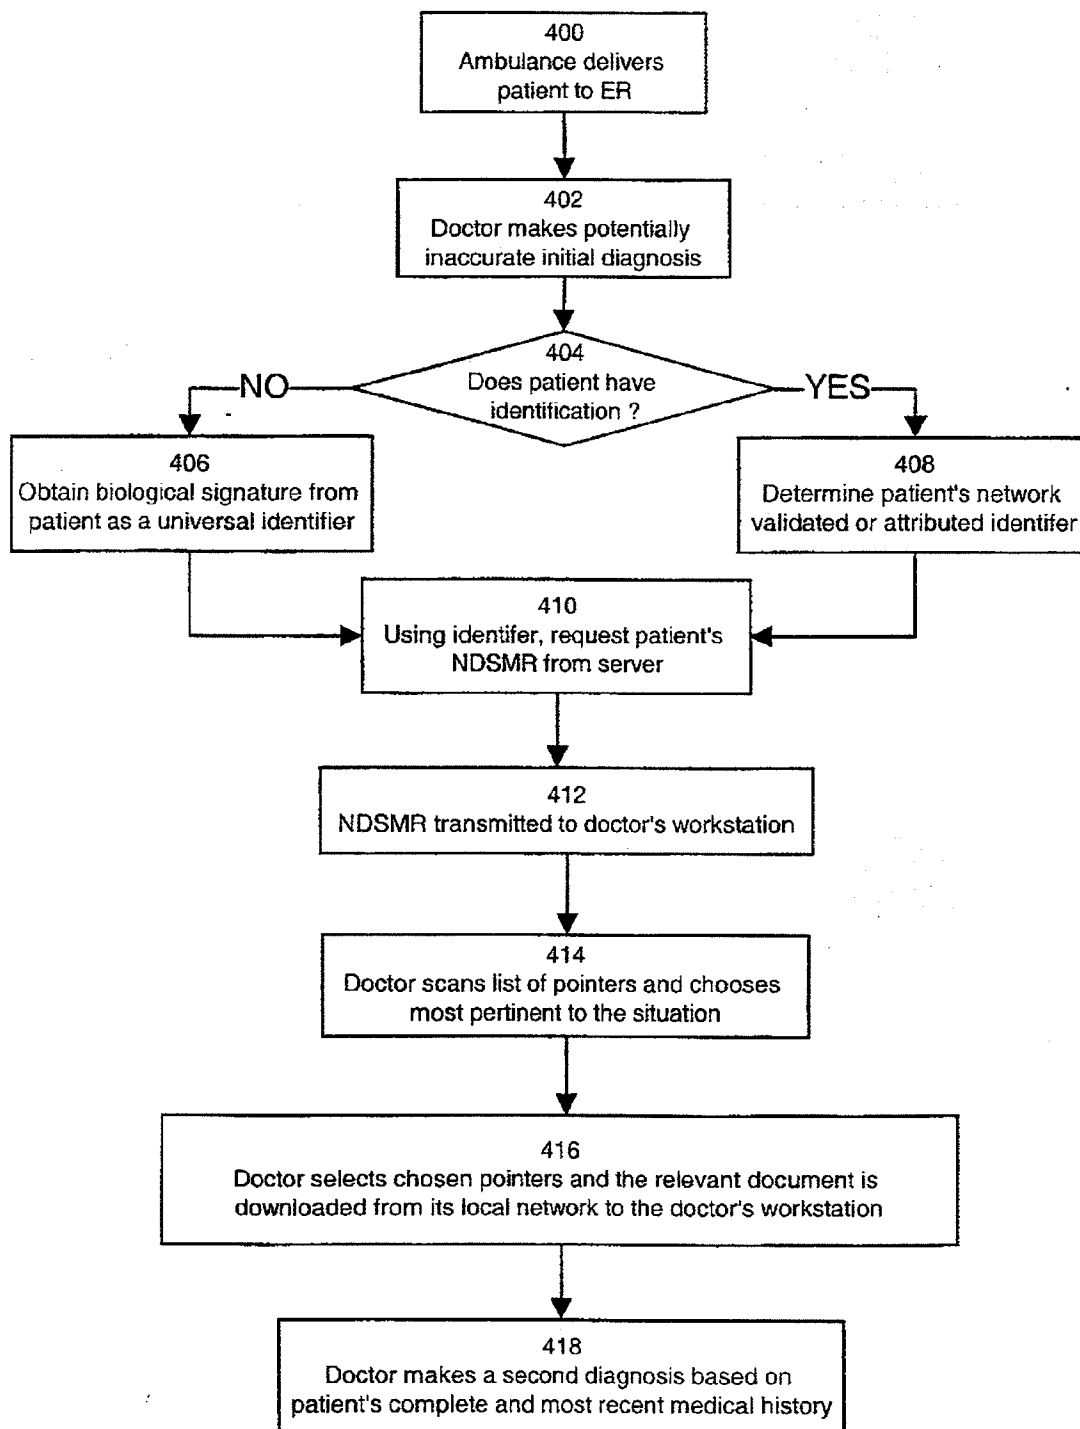 400
Ambulance delivers
patient to ER
402
Doctor makes potentially
inaccurate initial diagnosis
404
Does patient have
identification ?
NO
YES
406
Obtain biological signature from
patient as a universal identifier
408
Determine patient's network
validated or attributed identifer
410
Using identifer, request patient's
NDSMR from server
412
NDSMR transmitted to doctor's workstation
414
Doctor scans list of pointers and chooses
most pertinent to the situation
416
Doctor selects chosen pointers and the relevant document is
downloaded from its local network to the doctor's workstation
418
Doctor makes a second diagnosis based on
patient's complete and most recent medical history